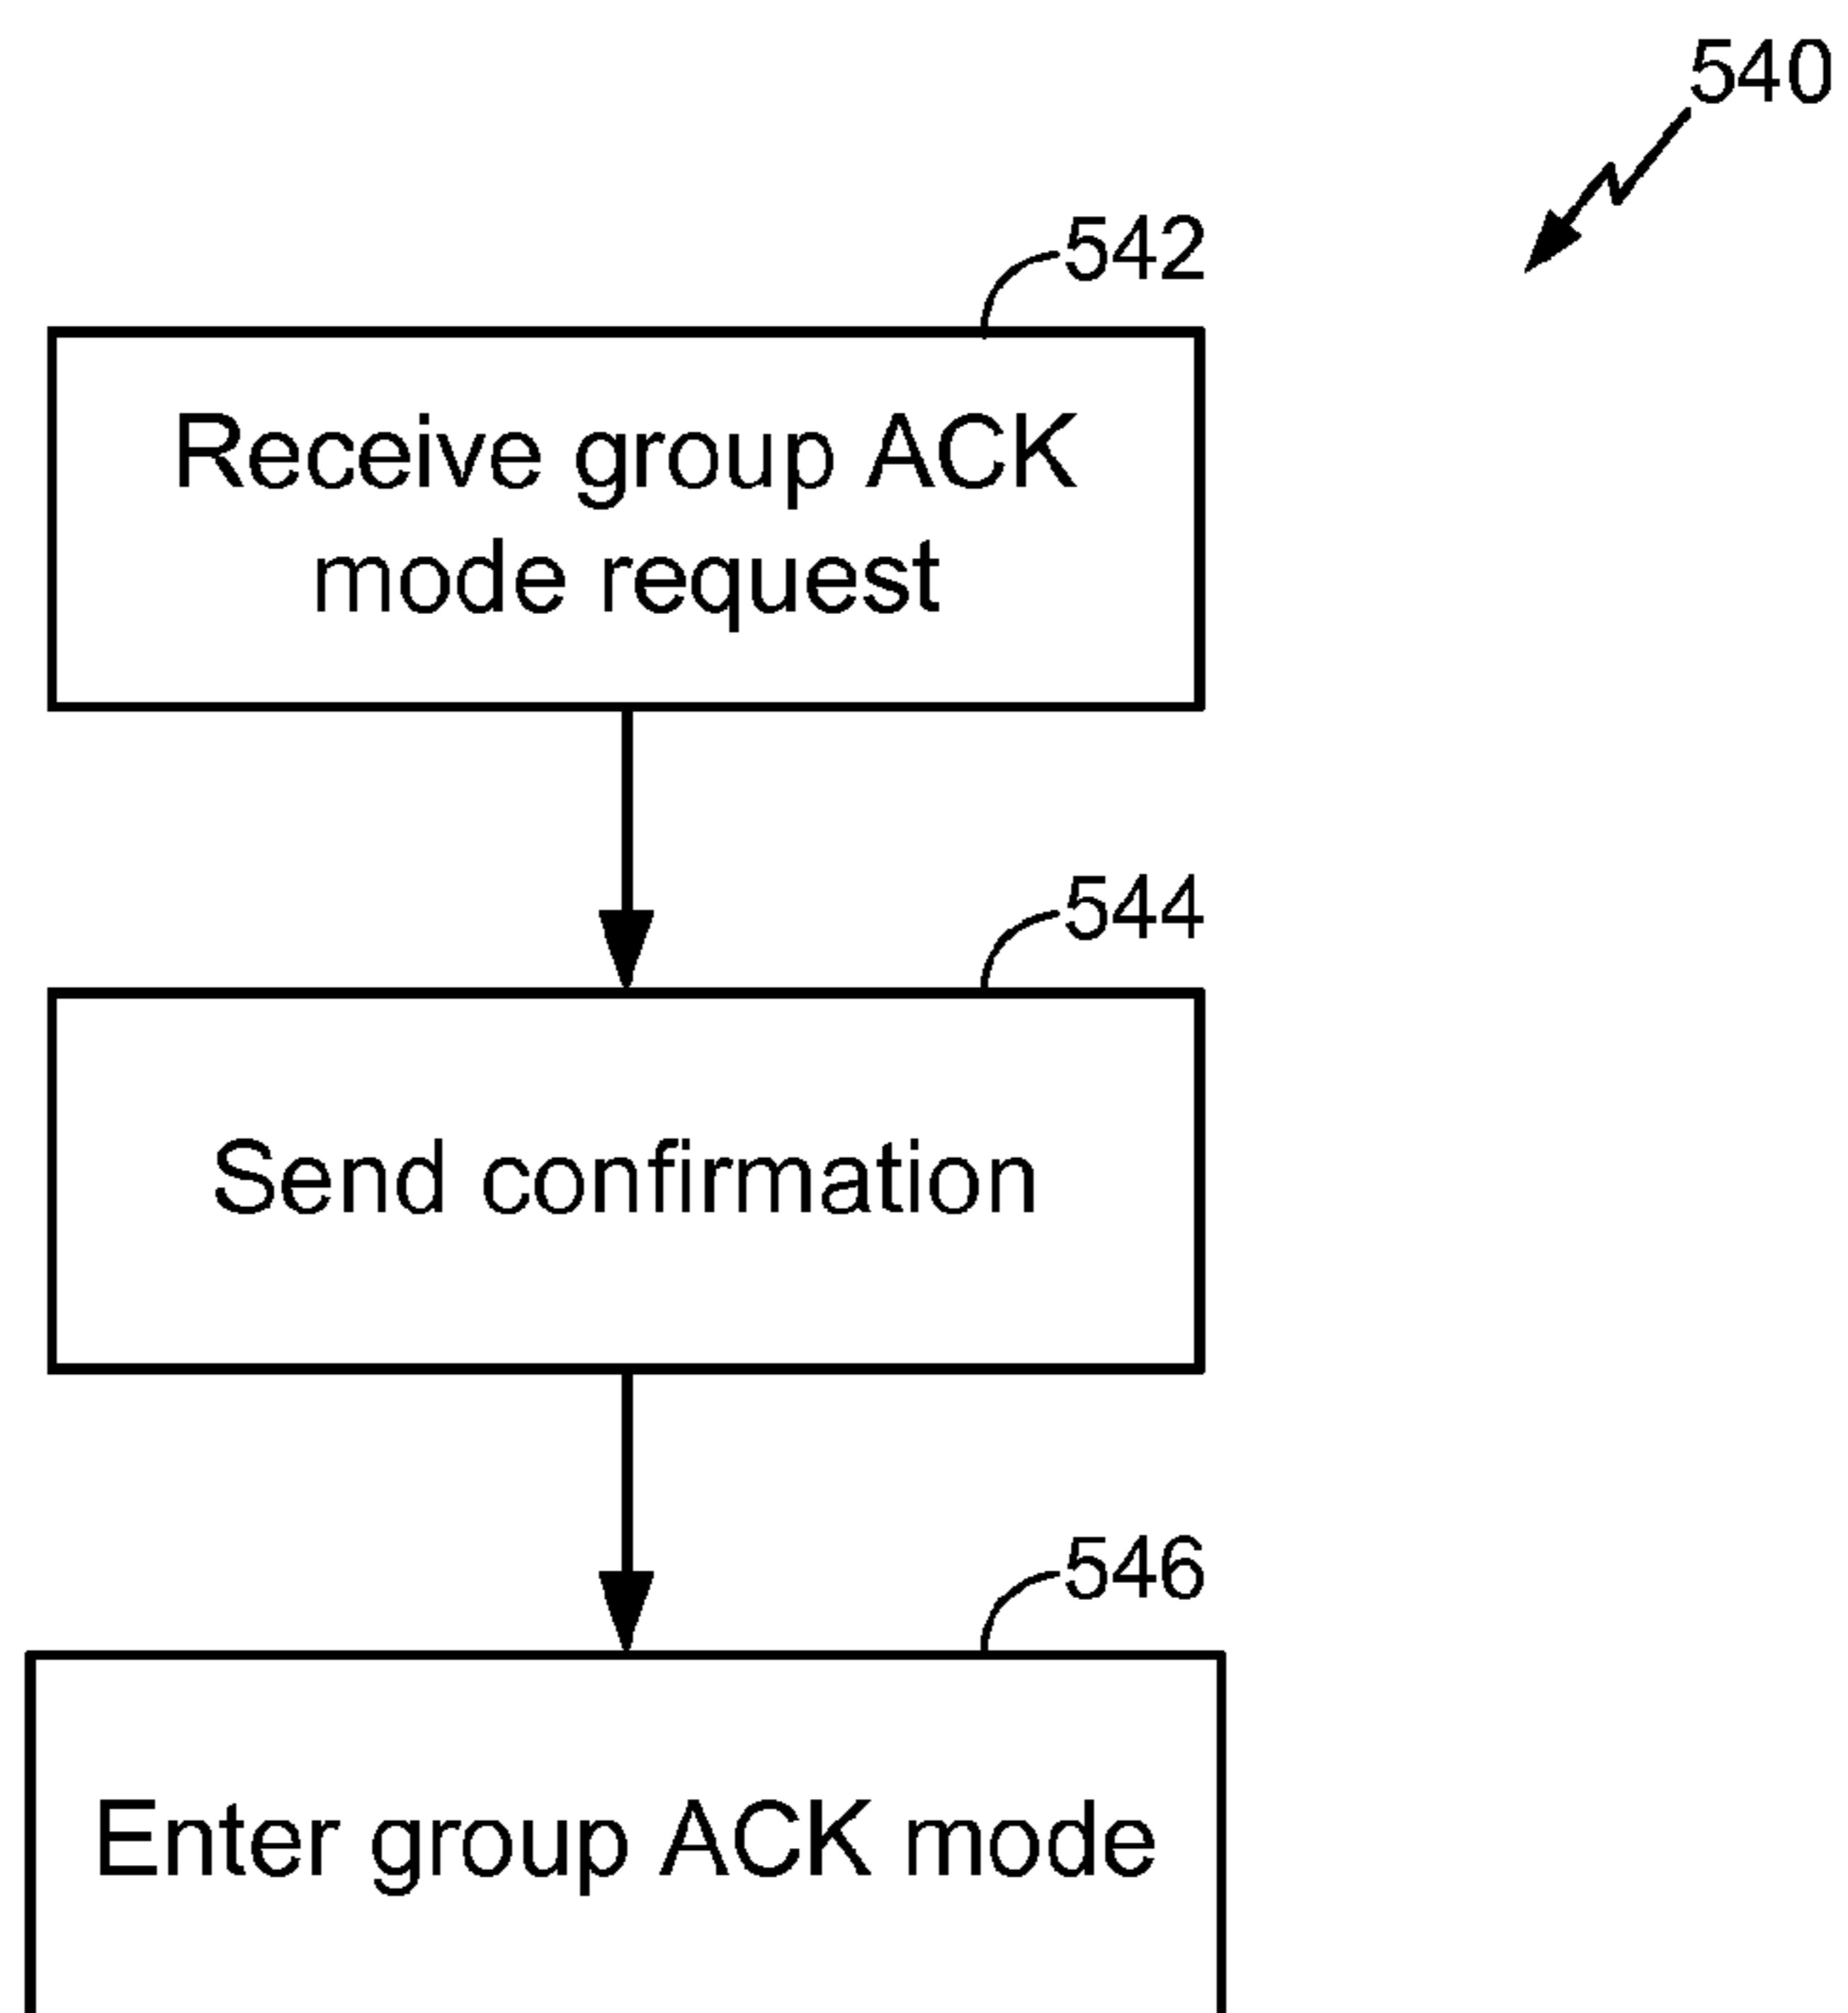 540
542
Receive group ACK
mode request
544
Send confirmation
546
Enter group ACK mode